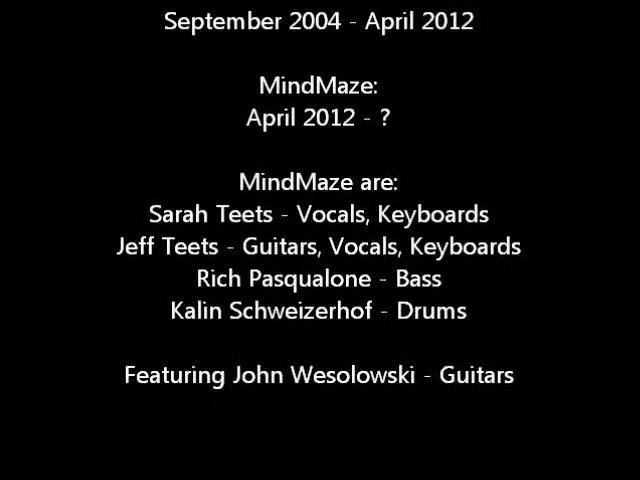 September 2004 - April 2012
MindMaze:
April 2012 - ?
MindMaze are:
Sarah Teets - Vocals, Keyboards
Jeff Teets - Guitars, Vocals, Keyboards
Rich Pasqualone - Bass
Kalin Schweizerhof - Drums
Featuring John Wesolowski - Guitars